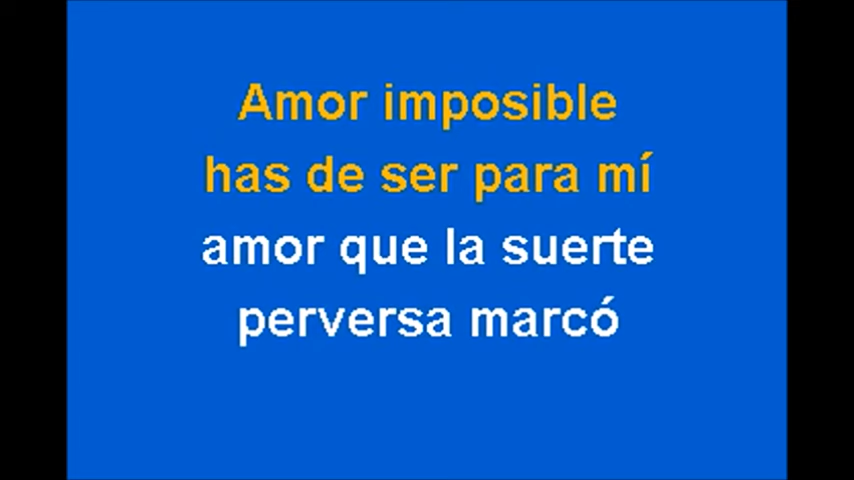 Amor imposible
has de ser para mí
amor que la suerte
perversa marcó